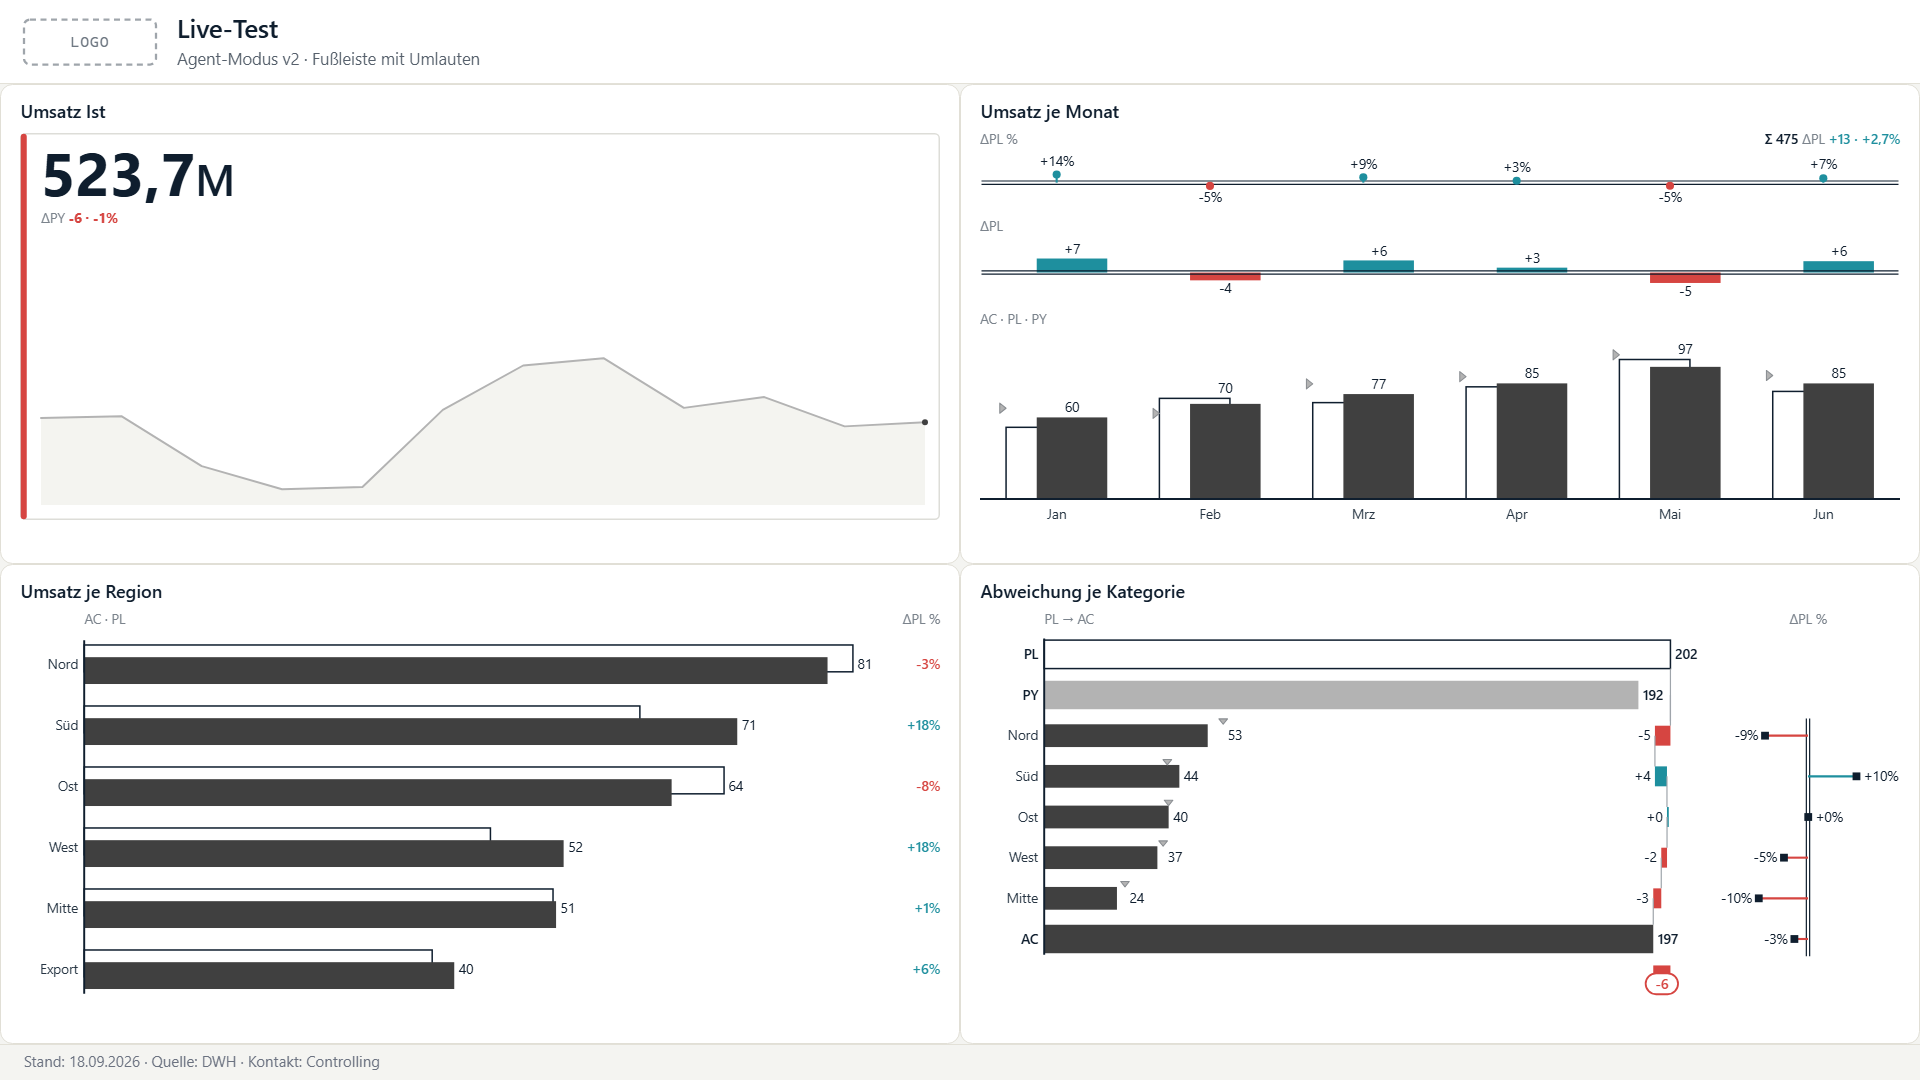 LOGO
Live-Test
Agent-Modus v2 · Fußleiste mit Umlauten
Umsatz Ist
523,7M
ΔPY -6 · -1%
Umsatz je Monat
ΔPL %
Σ 475 ΔPL +13 · +2,7%
+14% -5% +9% +3% -5% +7%
ΔPL
+7 -4 +6 +3 -5 +6
AC · PL · PY
60 70 77 85 97 85
Jan Feb Mrz Apr Mai Jun
Umsatz je Region
AC · PL ΔPL %
Nord 81 -3%
Süd 71 +18%
Ost 64 -8%
West 52 +18%
Mitte 51 +1%
Export 40 +6%
Abweichung je Kategorie
PL → AC ΔPL %
PL 202
PY 192
Nord 53 -5 -9%
Süd 44 +4 +10%
Ost 40 +0 +0%
West 37 -2 -5%
Mitte 24 -3 -10%
AC 197 -3%
-6
Stand: 18.09.2026 · Quelle: DWH · Kontakt: Controlling